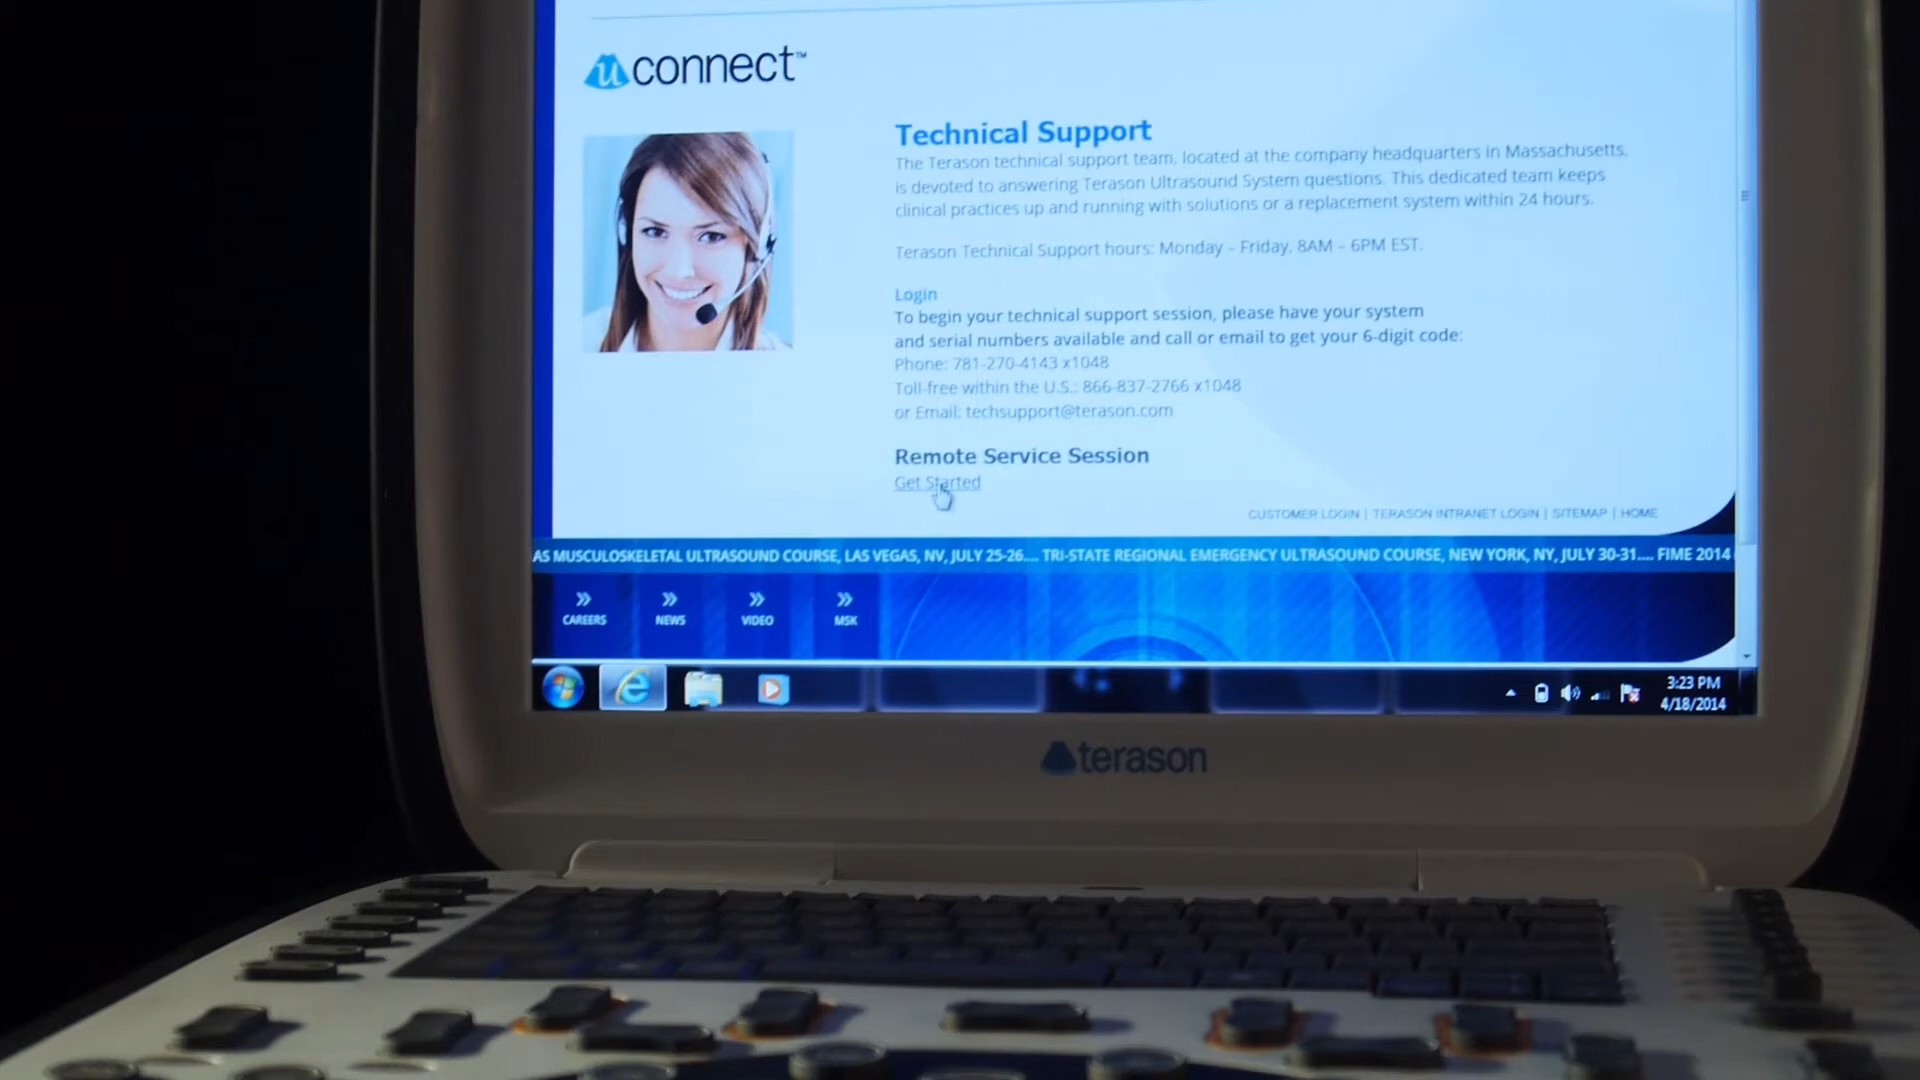 uconnect™
Technical Support
The Terason technical support team, located at the company headquarters in Massachusetts,
is devoted to answering Terason Ultrasound System questions. This dedicated team keeps
clinical practices up and running with solutions or a replacement system within 24 hours.
Terason Technical Support hours: Monday – Friday, 8AM – 6PM EST.
Login
To begin your technical support session, please have your system
and serial numbers available and call or email to get your 6-digit code:
Phone: 781-270-4143 x1048
Toll-free within the U.S.: 866-837-2766 x1048
or Email: techsupport@terason.com
Remote Service Session
Get Started
CUSTOMER LOGIN | TERASON INTRANET LOGIN | SITEMAP | HOME
AS MUSCULOSKELETAL ULTRASOUND COURSE, LAS VEGAS, NV, JULY 25-26.... TRI-STATE REGIONAL EMERGENCY ULTRASOUND COURSE, NEW YORK, NY, JULY 30-31.... FIME 2014
CAREERS NEWS VIDEO MSK
3:23 PM
4/18/2014
terason